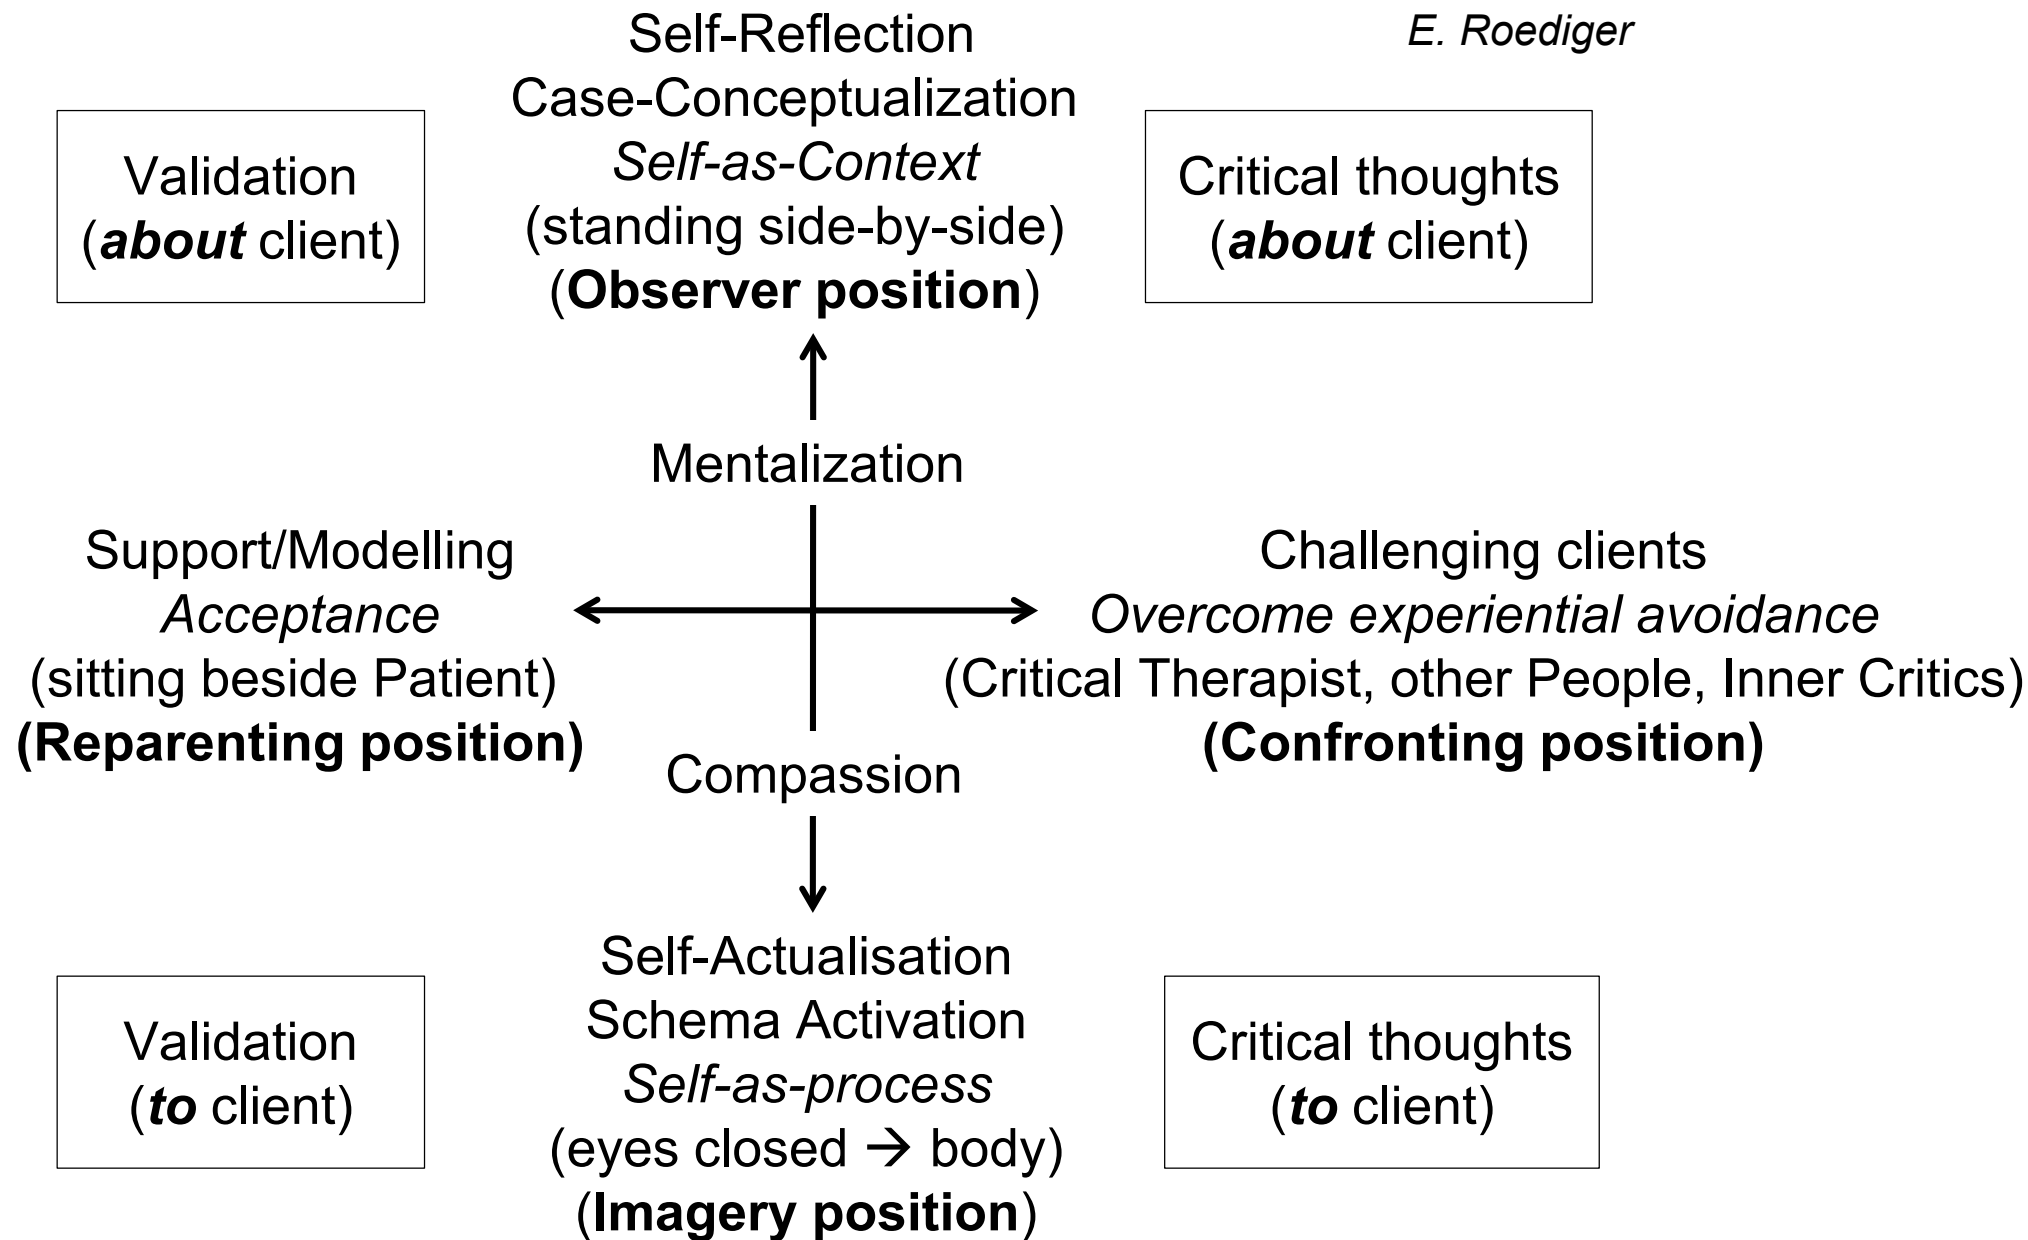 Self-Reflection
Case-Conceptualization
Self-as-Context
(standing side-by-side)
(Observer position)
E. Roediger
Validation
(about client)
Critical thoughts
(about client)
Mentalization
Support/Modelling
Acceptance
(sitting beside Patient)
(Reparenting position)
Challenging clients
Overcome experiential avoidance
(Critical Therapist, other People, Inner Critics)
(Confronting position)
Compassion
Self-Actualisation
Schema Activation
Self-as-process
(eyes closed → body)
(Imagery position)
Validation
(to client)
Critical thoughts
(to client)